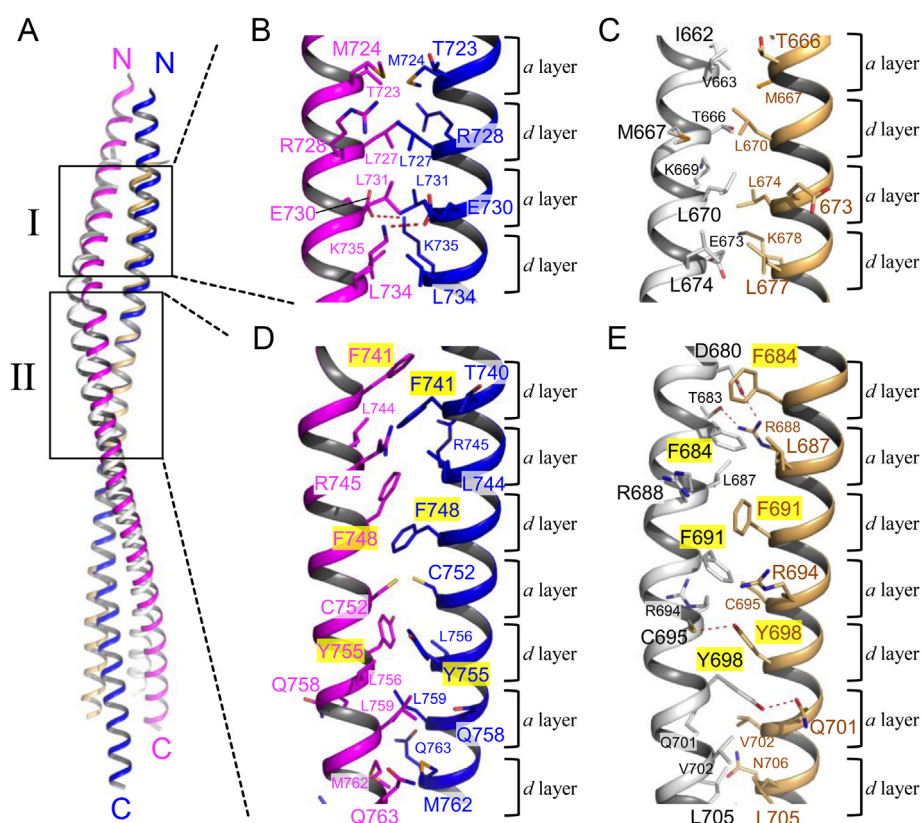 A
N
N
I
II
C
C
B
M724
T723
M724
T723
a layer
R728
R728
L727
L727
d layer
L731
L731
E730
E730
a layer
K735
K735
L734
L734
d layer
C
I662
T666
V663
M667
a layer
T666
M667
L670
d layer
K669
L674
673
L670
a layer
E673
K678
L674
L677
d layer
D
F741
F741
T740
d layer
L744
R745
R745
L744
a layer
F748
F748
d layer
C752
C752
a layer
L756
Y755
Y755
L756
d layer
Q758
L759
L759
Q758
a layer
Q763
M762
M762
Q763
d layer
E
D680
F684
T683
d layer
R688
F684
L687
a layer
L687
R688
F691
d layer
F691
R694
R694
C695
a layer
C695
Y698
Y698
d layer
Q701
Q701
V702
a layer
V702
N706
L705
L705
d layer